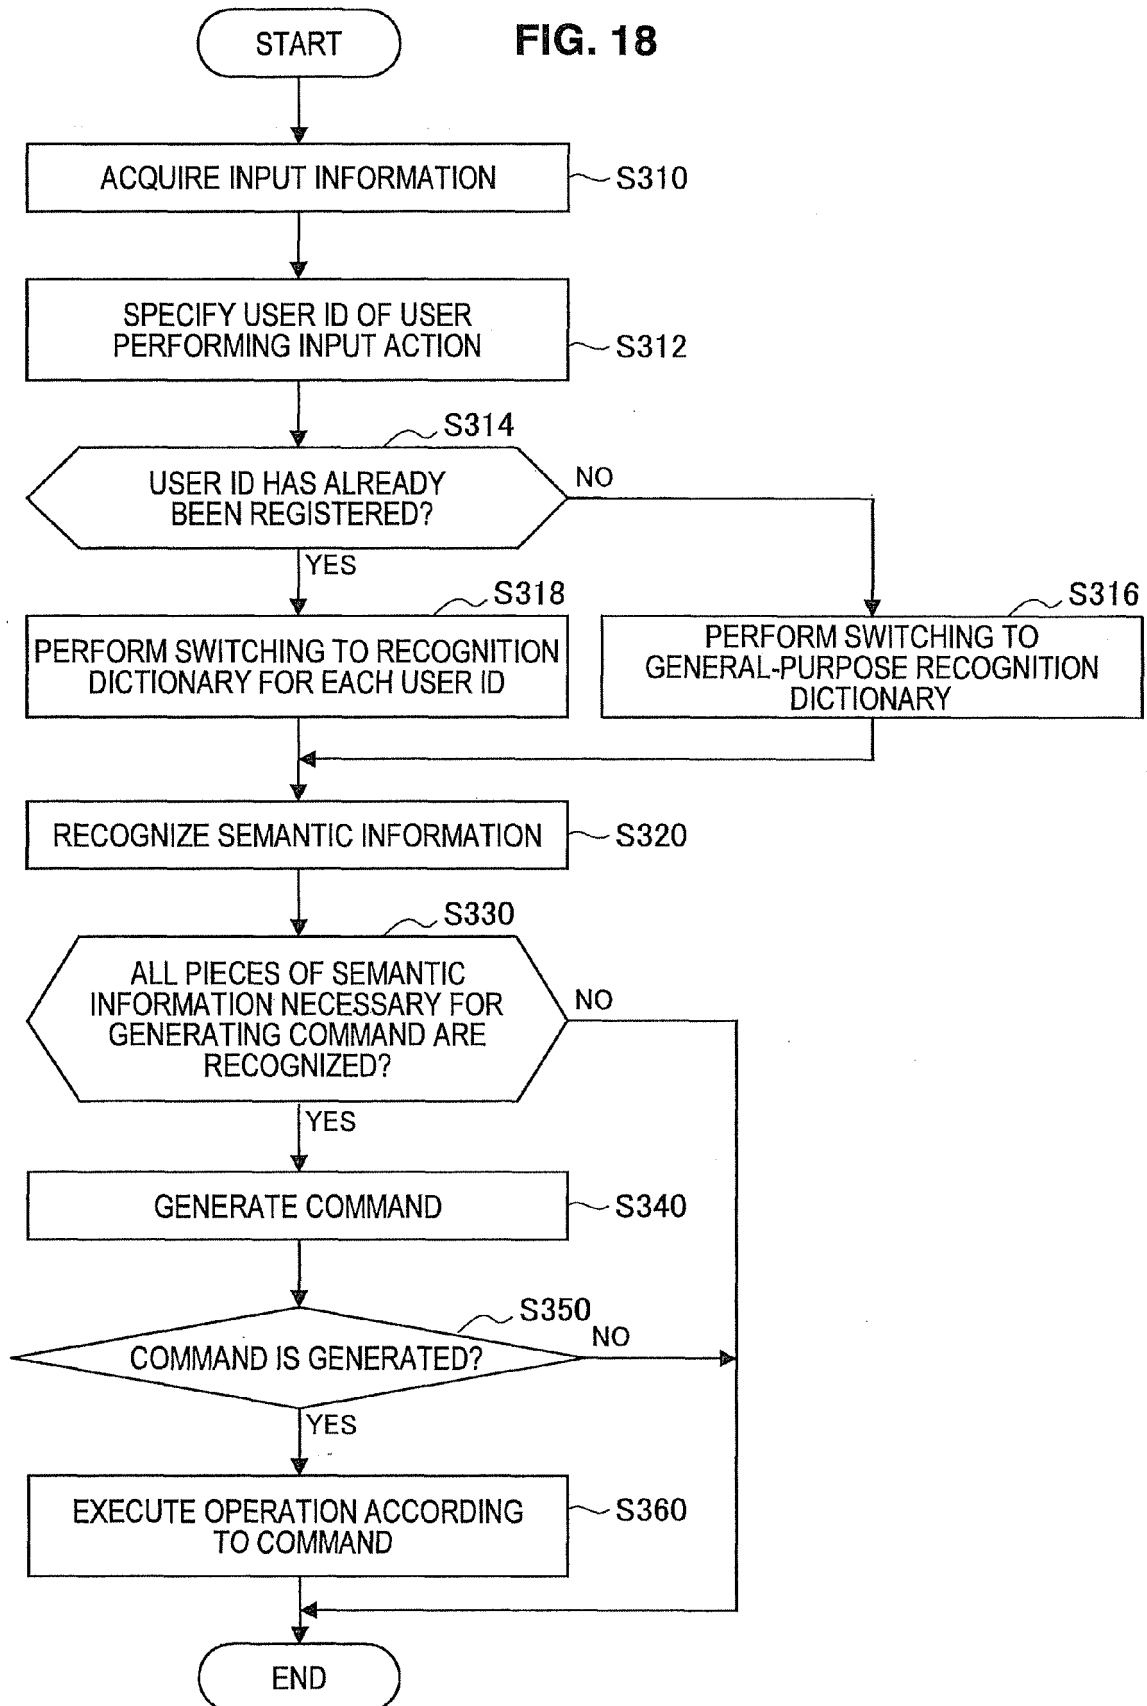 FIG. 18
START
ACQUIRE INPUT INFORMATION
S310
SPECIFY USER ID OF USER
PERFORMING INPUT ACTION
S312
S314
USER ID HAS ALREADY
BEEN REGISTERED?
NO
YES
S318
PERFORM SWITCHING TO RECOGNITION
DICTIONARY FOR EACH USER ID
S316
PERFORM SWITCHING TO
GENERAL-PURPOSE RECOGNITION
DICTIONARY
RECOGNIZE SEMANTIC INFORMATION
S320
S330
ALL PIECES OF SEMANTIC
INFORMATION NECESSARY FOR
GENERATING COMMAND ARE
RECOGNIZED?
NO
YES
GENERATE COMMAND
S340
S350
COMMAND IS GENERATED?
NO
YES
EXECUTE OPERATION ACCORDING
TO COMMAND
S360
END